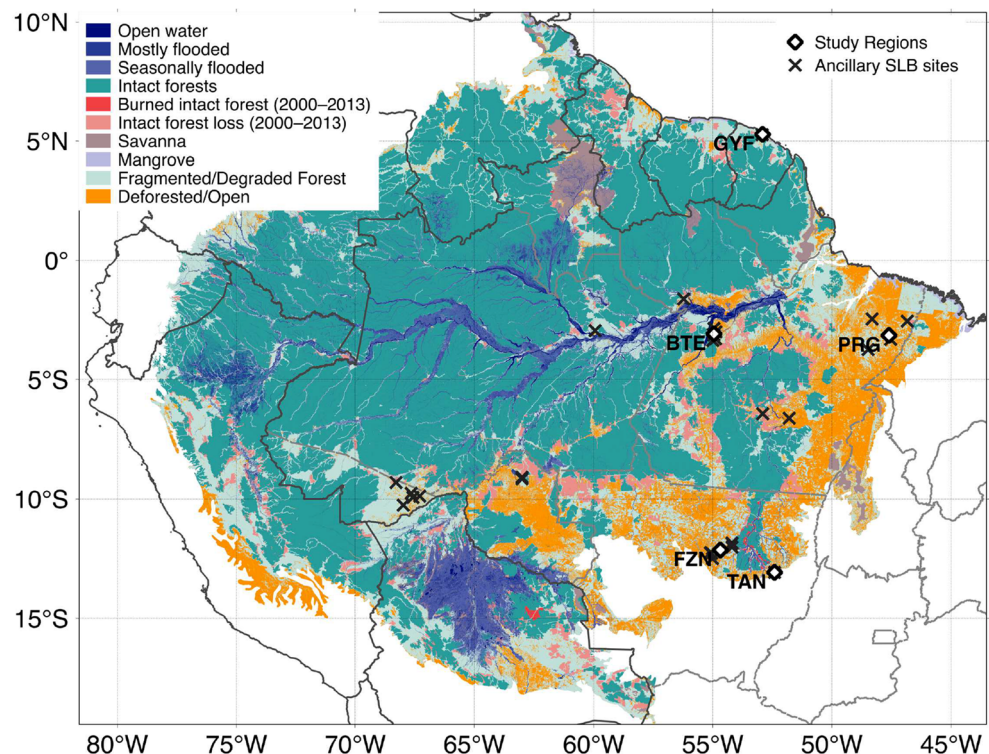 10°N
5°N
0°
5°S
10°S
15°S
Open water
Mostly flooded
Seasonally flooded
Intact forests
Burned intact forest (2000–2013)
Intact forest loss (2000–2013)
Savanna
Mangrove
Fragmented/Degraded Forest
Deforested/Open
Study Regions
Ancillary SLB sites
GYF
BTE
PRG
FZN
TAN
80°W 75°W 70°W 65°W 60°W 55°W 50°W 45°W